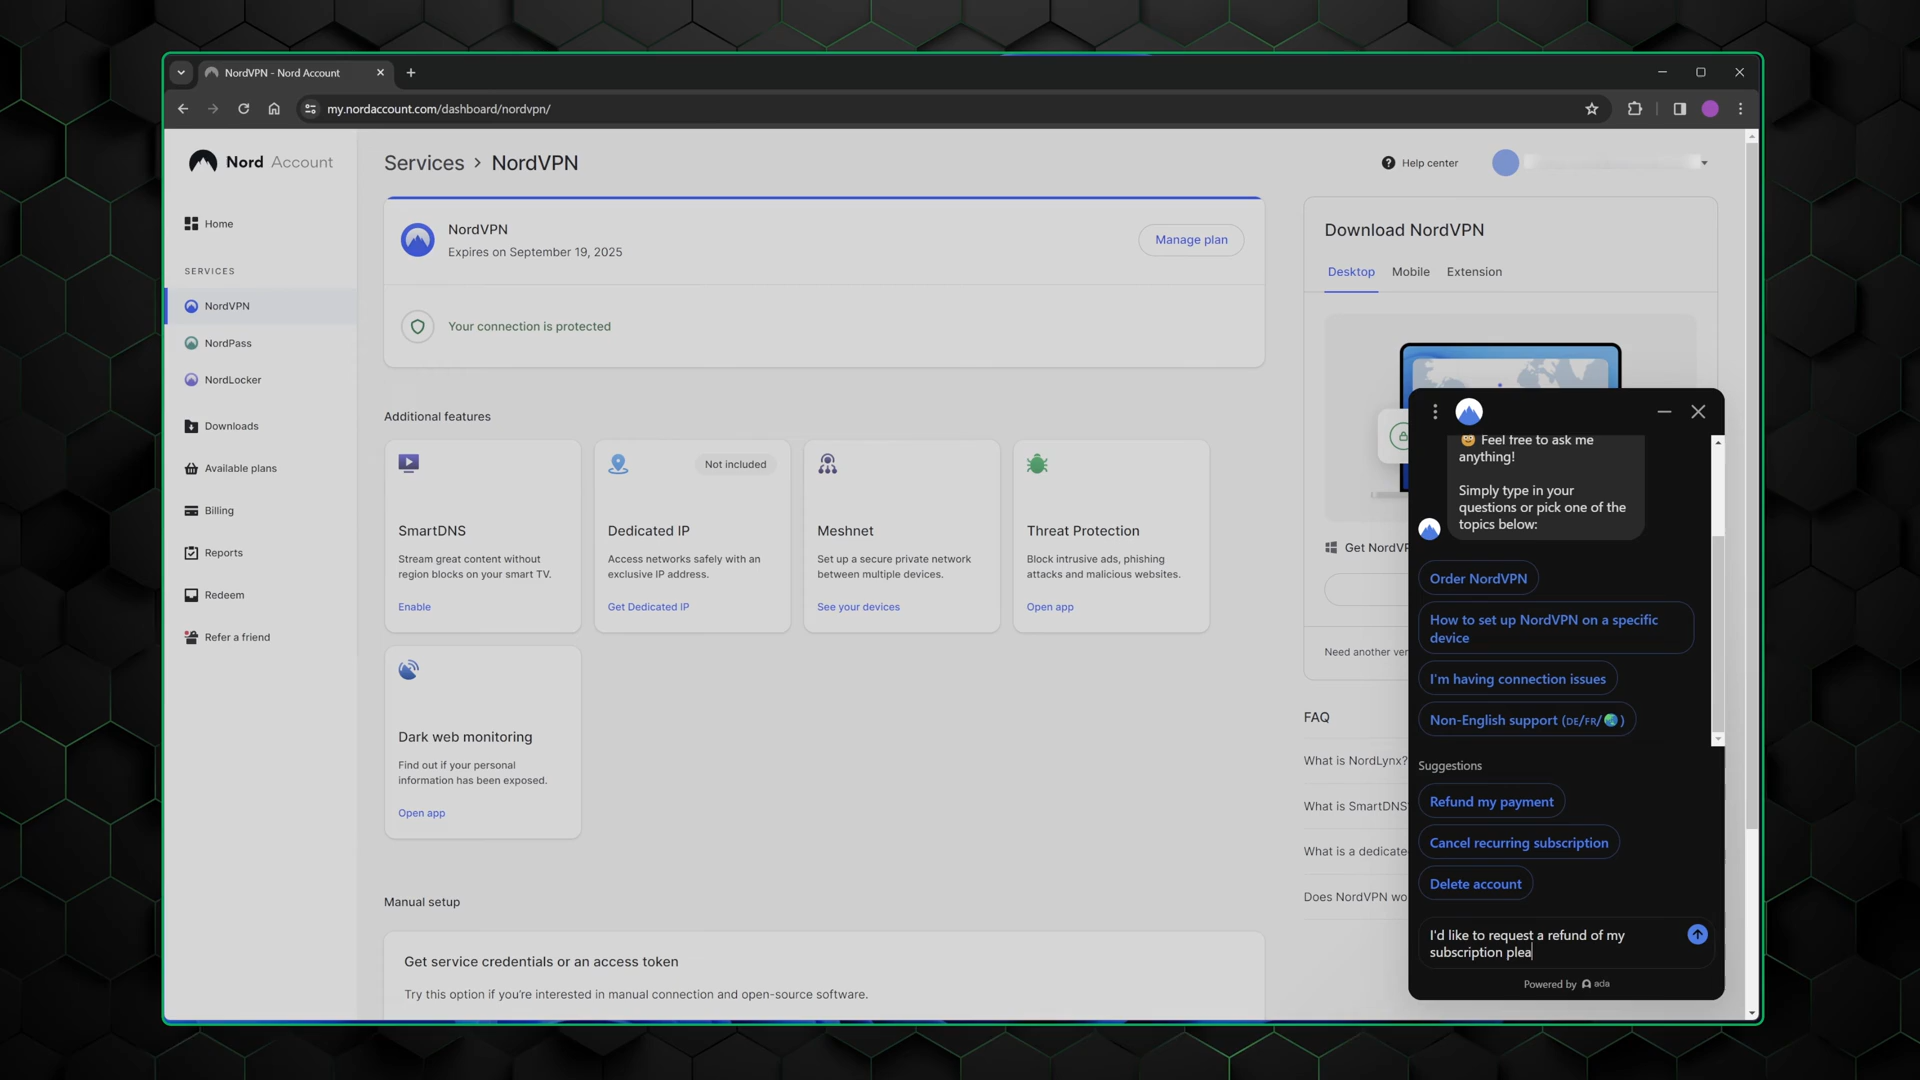 NordVPN - Nord Account
my.nordaccount.com/dashboard/nordvpn/
Nord Account
Services > NordVPN
Help center
Home
SERVICES
NordVPN
NordPass
NordLocker
Downloads
Available plans
Billing
Reports
Redeem
Refer a friend
NordVPN
Expires on September 19, 2025
Manage plan
Your connection is protected
Additional features
SmartDNS
Stream great content without
region blocks on your smart TV.
Enable
Not included
Dedicated IP
Access networks safely with an
exclusive IP address.
Get Dedicated IP
Meshnet
Set up a secure private network
between multiple devices.
See your devices
Threat Protection
Block intrusive ads, phishing
attacks and malicious websites.
Open app
Dark web monitoring
Find out if your personal
information has been exposed.
Open app
Manual setup
Get service credentials or an access token
Try this option if you're interested in manual connection and open-source software.
Download NordVPN
Desktop Mobile Extension
Get NordVP
Need another ver
FAQ
What is NordLynx?
What is SmartDNS
What is a dedicate
Does NordVPN wo
Feel free to ask me
anything!
Simply type in your
questions or pick one of the
topics below:
Order NordVPN
How to set up NordVPN on a specific
device
I'm having connection issues
Non-English support (DE/FR/🌏)
Suggestions
Refund my payment
Cancel recurring subscription
Delete account
I'd like to request a refund of my
subscription plea
Powered by ada